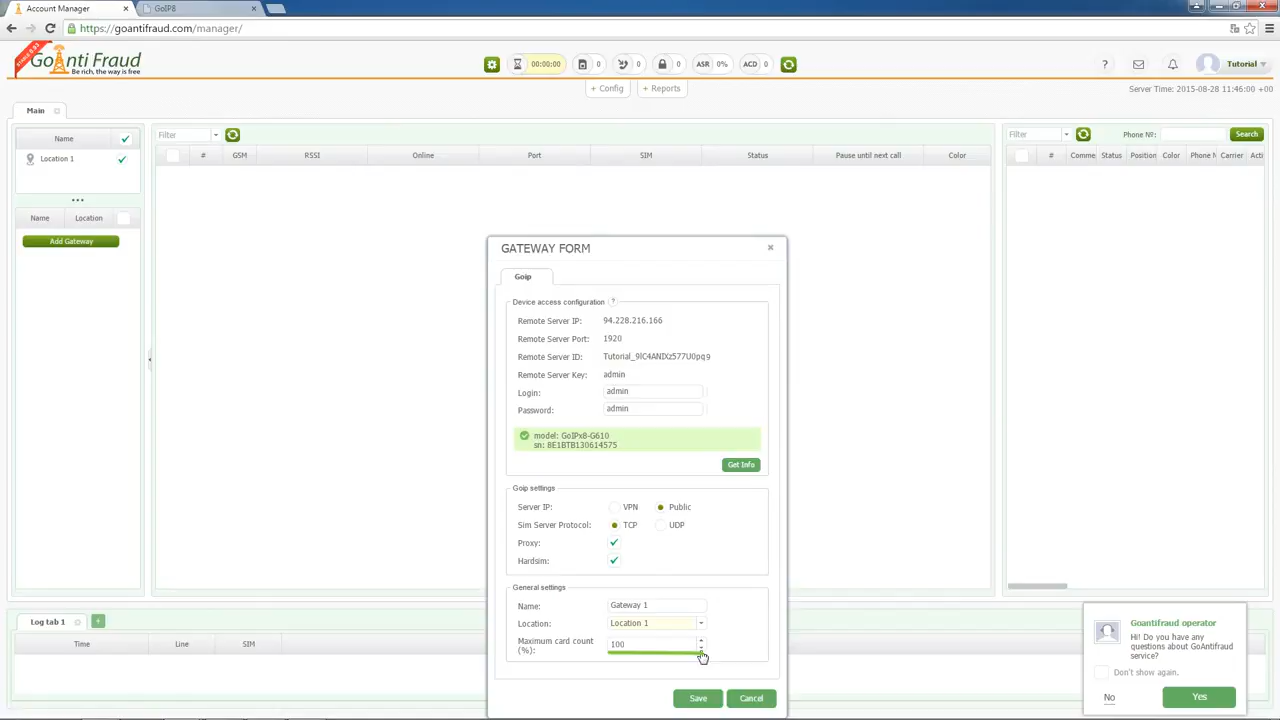 Account Manager
GoIP8
https://goantifraud.com/manager/
GoAnti Fraud
Be rich, the way is free
00:00:00
0
0
0
ASR 0%
ACD 0
?
Tutorial
+ Config
+ Reports
Server Time: 2015-08-28 11:46:00 +00
Main
Name
Location 1
Name Location
Add Gateway
Filter
# GSM RSSI Online Port SIM Status Pause until next call Color
Filter
Phone №:
Search
# Comme Status Position Color Phone N Carrier Acti
GATEWAY FORM
Goip
Device access configuration ?
Remote Server IP: 94.228.216.166
Remote Server Port: 1920
Remote Server ID: Tutorial_9lC4ANIXz577U0pq9
Remote Server Key: admin
Login: admin
Password: admin
model: GoIPx8-G610
sn: 8E1BTB130614575
Get Info
Goip settings
Server IP: VPN Public
Sim Server Protocol: TCP UDP
Proxy:
Hardsim:
General settings
Name: Gateway 1
Location: Location 1
Maximum card count
(%): 100
Save
Cancel
Log tab 1
+
Time Line SIM
Goantifraud operator
Hi! Do you have any
questions about GoAntifraud
service?
Don't show again.
No
Yes